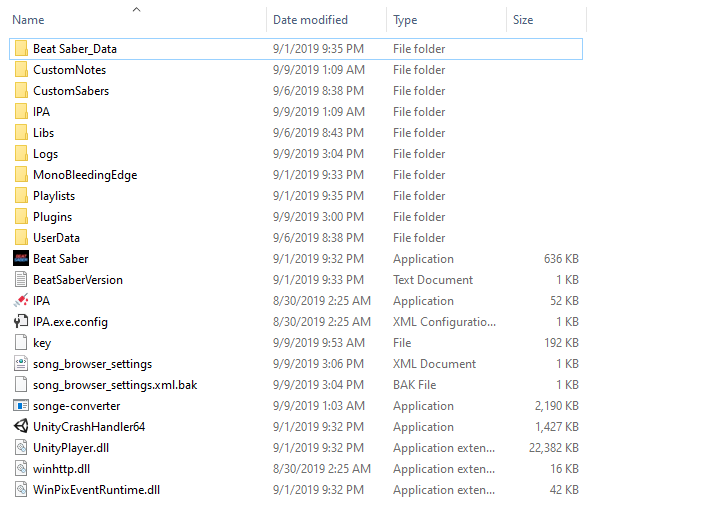 Name Date modified Type Size
Beat Saber_Data 9/1/2019 9:35 PM File folder
CustomNotes 9/9/2019 1:09 AM File folder
CustomSabers 9/6/2019 8:38 PM File folder
IPA 9/9/2019 1:09 AM File folder
Libs 9/6/2019 8:43 PM File folder
Logs 9/9/2019 3:04 PM File folder
MonoBleedingEdge 9/1/2019 9:33 PM File folder
Playlists 9/1/2019 9:35 PM File folder
Plugins 9/9/2019 3:00 PM File folder
UserData 9/6/2019 8:38 PM File folder
Beat Saber 9/1/2019 9:32 PM Application 636 KB
BeatSaberVersion 9/1/2019 9:33 PM Text Document 1 KB
IPA 8/30/2019 2:25 AM Application 52 KB
IPA.exe.config 8/30/2019 2:25 AM XML Configuratio... 1 KB
key 9/9/2019 9:53 AM File 192 KB
song_browser_settings 9/9/2019 3:06 PM XML Document 1 KB
song_browser_settings.xml.bak 9/9/2019 3:04 PM BAK File 1 KB
songe-converter 9/9/2019 1:03 AM Application 2,190 KB
UnityCrashHandler64 9/1/2019 9:32 PM Application 1,427 KB
UnityPlayer.dll 9/1/2019 9:32 PM Application exten... 22,382 KB
winhttp.dll 8/30/2019 2:25 AM Application exten... 16 KB
WinPixEventRuntime.dll 9/1/2019 9:32 PM Application exten... 42 KB